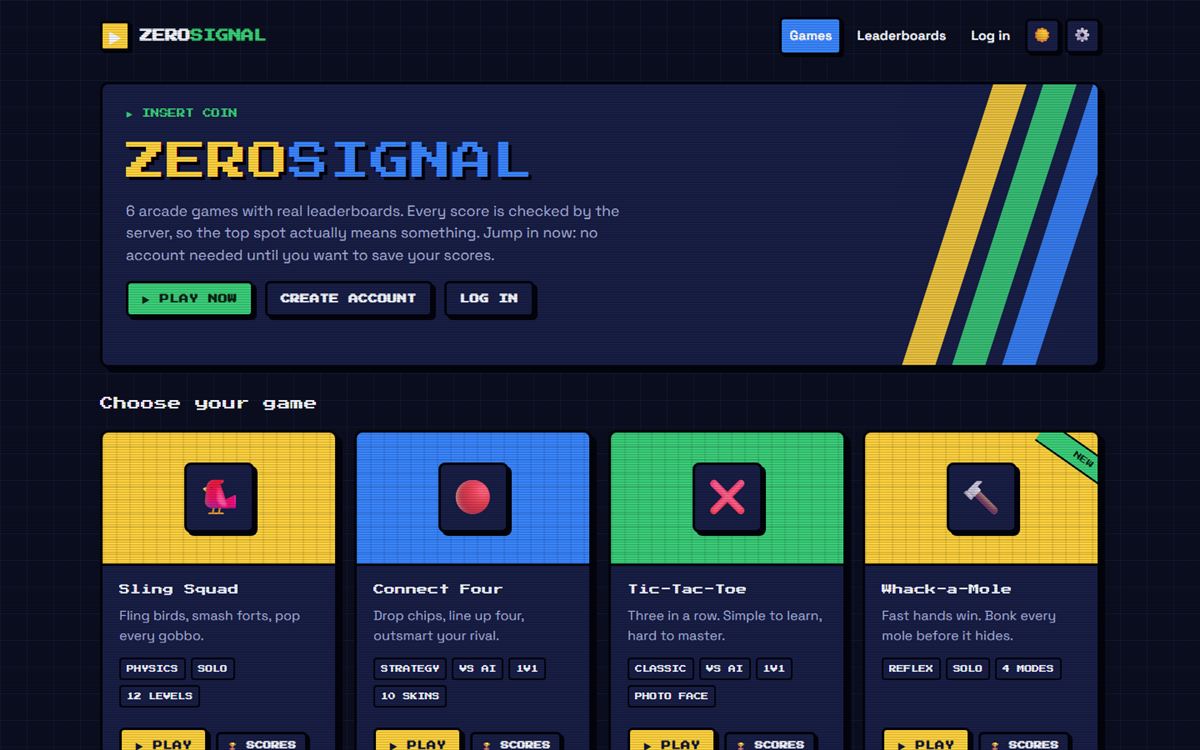 ZEROSIGNAL
Games
Leaderboards
Log in
INSERT COIN
ZEROSIGNAL
6 arcade games with real leaderboards. Every score is checked by the
server, so the top spot actually means something. Jump in now: no
account needed until you want to save your scores.
PLAY NOW
CREATE ACCOUNT
LOG IN
Choose your game
Sling Squad
Fling birds, smash forts, pop
every gobbo.
PHYSICS
SOLO
12 LEVELS
PLAY
SCORES
Connect Four
Drop chips, line up four,
outsmart your rival.
STRATEGY
VS AI
1V1
10 SKINS
PLAY
SCORES
Tic-Tac-Toe
Three in a row. Simple to learn,
hard to master.
CLASSIC
VS AI
1V1
PHOTO FACE
PLAY
SCORES
NEW
Whack-a-Mole
Fast hands win. Bonk every
mole before it hides.
REFLEX
SOLO
4 MODES
PLAY
SCORES